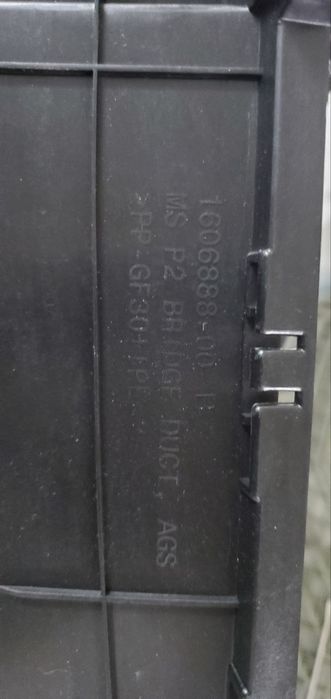 1606888-00
MS P2 BRIDGE DUCT, AGS
>PP-GF30+TPE<